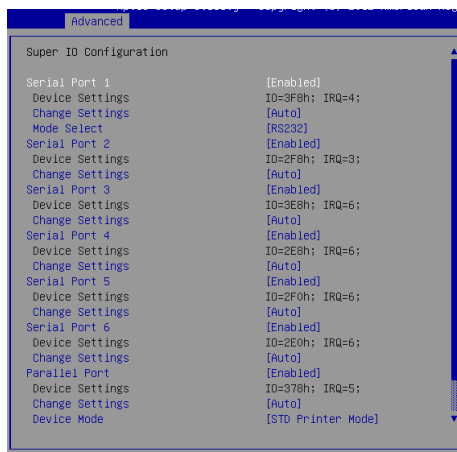 Advanced
Super IO Configuration
Serial Port 1 [Enabled]
Device Settings IO=3F8h; IRQ=4;
Change Settings [Auto]
Mode Select [RS232]
Serial Port 2 [Enabled]
Device Settings IO=2F8h; IRQ=3;
Change Settings [Auto]
Serial Port 3 [Enabled]
Device Settings IO=3E8h; IRQ=6;
Change Settings [Auto]
Serial Port 4 [Enabled]
Device Settings IO=2E8h; IRQ=6;
Change Settings [Auto]
Serial Port 5 [Enabled]
Device Settings IO=2F0h; IRQ=6;
Change Settings [Auto]
Serial Port 6 [Enabled]
Device Settings IO=2E0h; IRQ=6;
Change Settings [Auto]
Parallel Port [Enabled]
Device Settings IO=378h; IRQ=5;
Change Settings [Auto]
Device Mode [STD Printer Mode]